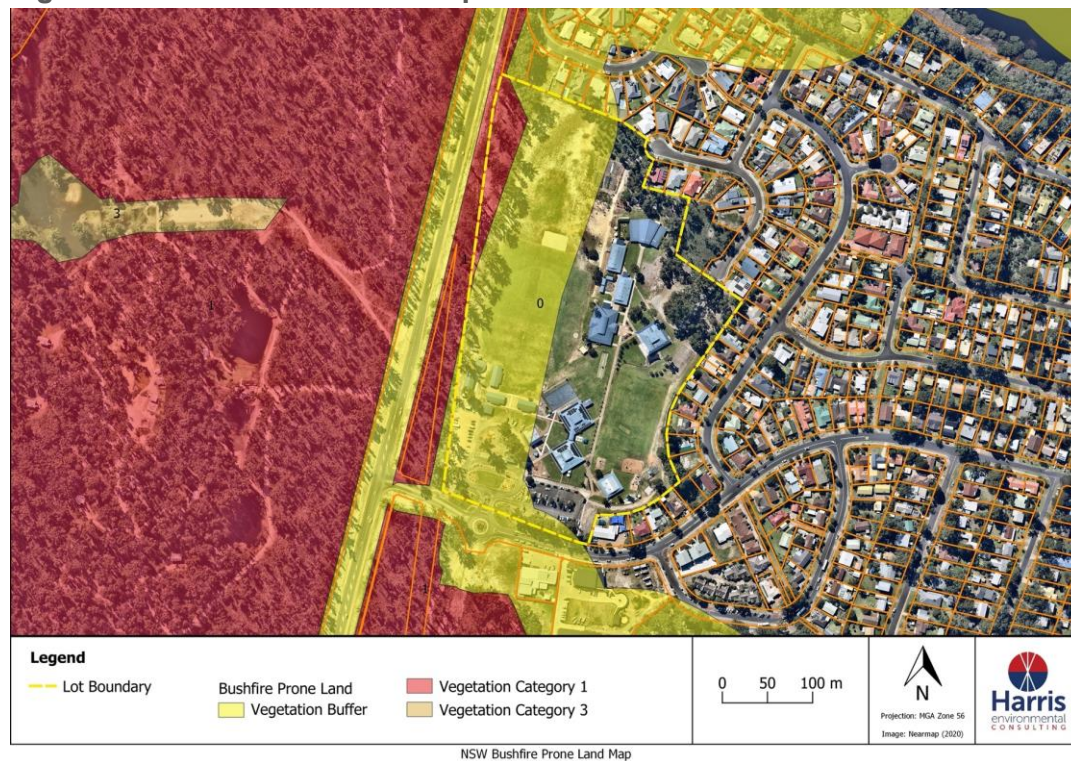 3
1
0
Legend
Lot Boundary
Bushfire Prone Land
Vegetation Buffer
Vegetation Category 1
Vegetation Category 3
0 50 100 m
N
Projection: MGA Zone 56
Image: Nearmap (2020)
Harris
environmental
CONSULTING
NSW Bushfire Prone Land Map